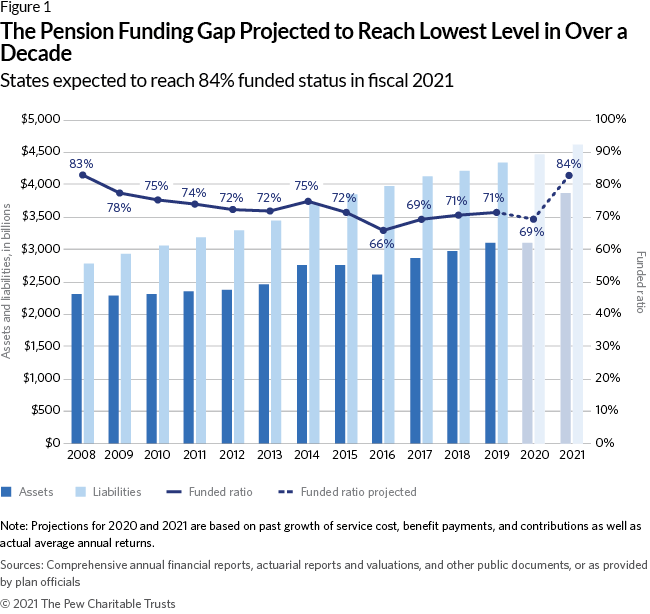 Figure 1
The Pension Funding Gap Projected to Reach Lowest Level in Over a
Decade
States expected to reach 84% funded status in fiscal 2021
$5,000
$4,500
$4,000
$3,500
$3,000
$2,500
$2,000
$1,500
$1,000
$500
$0
Assets and liabilities, in billions
83%
78%
75%
74%
72%
72%
75%
72%
66%
69%
71%
71%
69%
84%
100%
90%
80%
70%
60%
50%
40%
30%
20%
10%
0%
Funded ratio
2008 2009 2010 2011 2012 2013 2014 2015 2016 2017 2018 2019 2020 2021
Assets Liabilities Funded ratio Funded ratio projected
Note: Projections for 2020 and 2021 are based on past growth of service cost, benefit payments, and contributions as well as
actual average annual returns.
Sources: Comprehensive annual financial reports, actuarial reports and valuations, and other public documents, or as provided
by plan officials
© 2021 The Pew Charitable Trusts